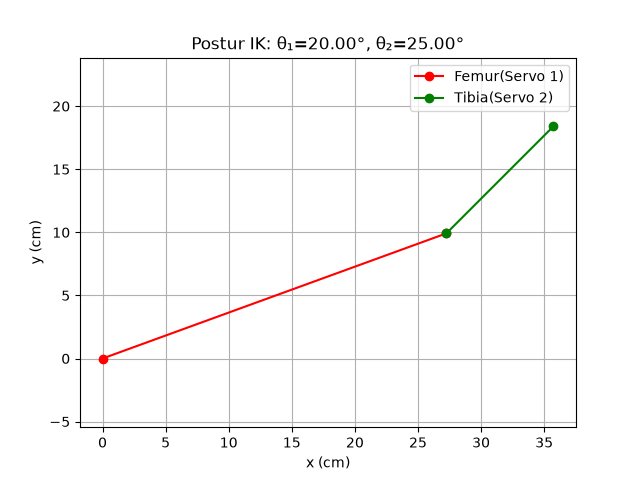 Postur IK: θ₁=20.00°, θ₂=25.00°
Femur(Servo 1)
Tibia(Servo 2)
y (cm)
20
15
10
5
0
−5
0 5 10 15 20 25 30 35
x (cm)